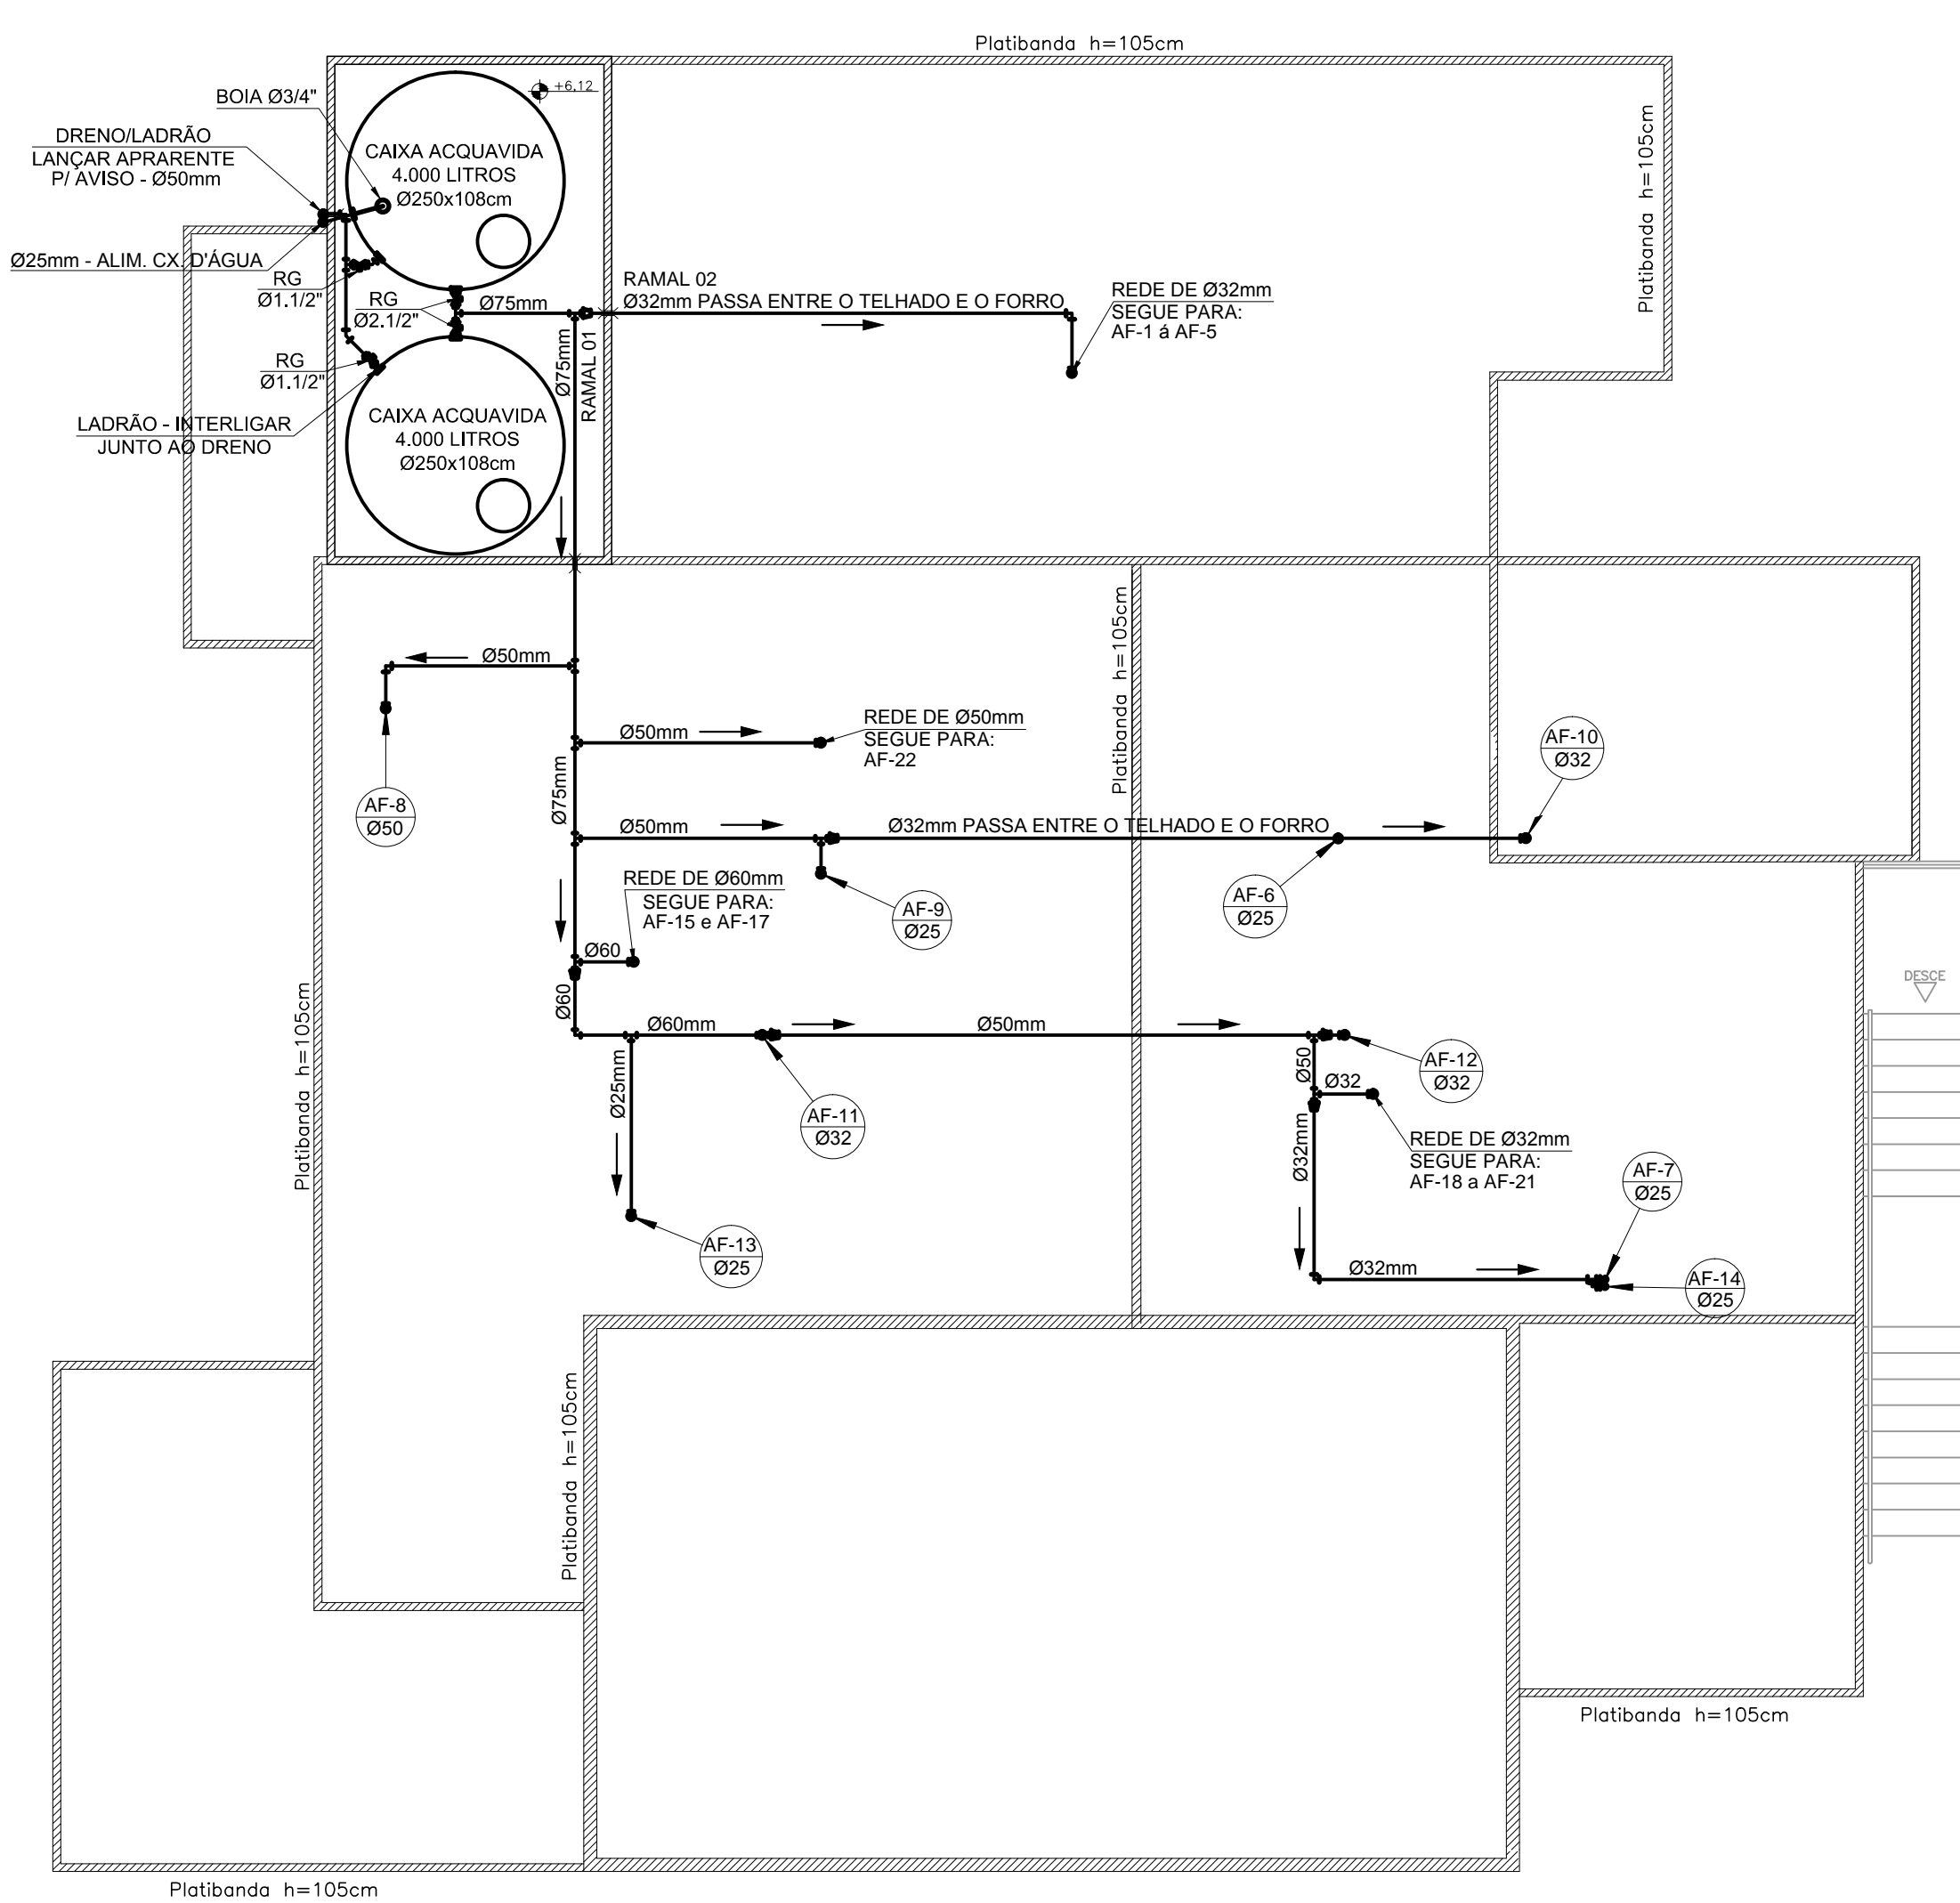 Platibanda h=105cm
BOIA Ø3/4"
+6,12
DRENO/LADRÃO
LANÇAR APRARENTE
P/ AVISO - Ø50mm
CAIXA ACQUAVIDA
4.000 LITROS
Ø250x108cm
Platibanda h=105cm
Ø25mm - ALIM. CX. D'ÁGUA
RG
Ø1.1/2"
RG
Ø2.1/2"
Ø75mm
RAMAL 02
Ø32mm PASSA ENTRE O TELHADO E O FORRO
REDE DE Ø32mm
SEGUE PARA:
AF-1 á AF-5
Ø75mm
RAMAL 01
RG
Ø1.1/2"
LADRÃO - INTERLIGAR
JUNTO AO DRENO
CAIXA ACQUAVIDA
4.000 LITROS
Ø250x108cm
Platibanda h=105cm
Ø50mm
Ø50mm
REDE DE Ø50mm
SEGUE PARA:
AF-22
AF-10
Ø32
AF-8
Ø50
Ø75mm
Ø50mm
Ø32mm PASSA ENTRE O TELHADO E O FORRO
REDE DE Ø60mm
SEGUE PARA:
AF-15 e AF-17
AF-9
Ø25
AF-6
Ø25
Ø60
DESCE
Ø60
Ø60mm
Ø50mm
Platibanda h=105cm
Ø25mm
AF-11
Ø32
Ø50
Ø32
AF-12
Ø32
Ø32mm
REDE DE Ø32mm
SEGUE PARA:
AF-18 a AF-21
AF-7
Ø25
AF-13
Ø25
Ø32mm
AF-14
Ø25
Platibanda h=105cm
Platibanda h=105cm
Platibanda h=105cm